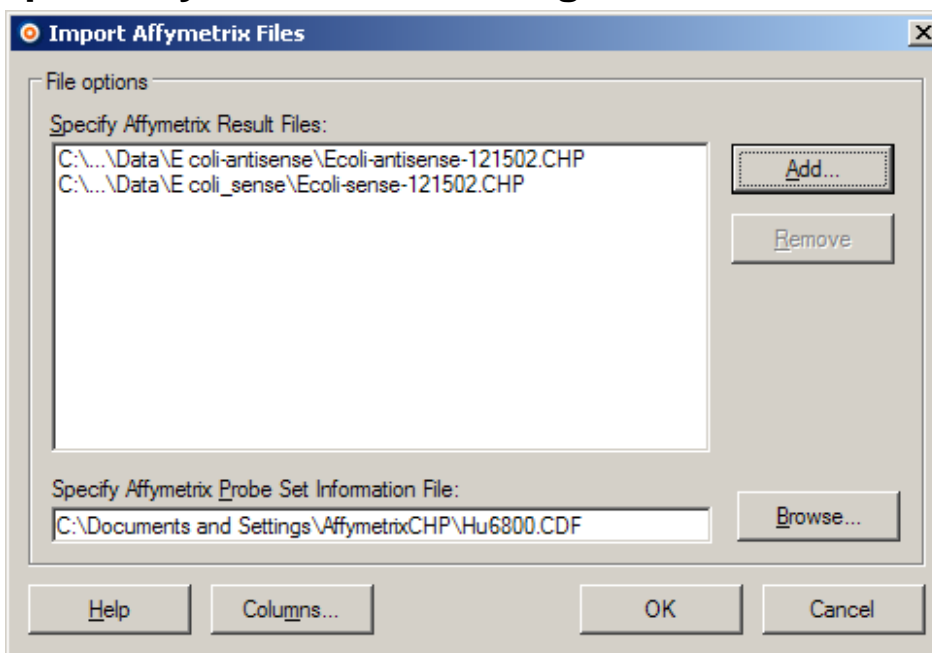 Import Affymetrix Files
File options
Specify Affymetrix Result Files:
C:\...\Data\E coli-antisense\Ecoli-antisense-121502.CHP
C:\...\Data\E coli_sense\Ecoli-sense-121502.CHP
Add...
Remove
Specify Affymetrix Probe Set Information File:
C:\Documents and Settings\AffymetrixCHP\Hu6800.CDF
Browse...
Help Columns... OK Cancel